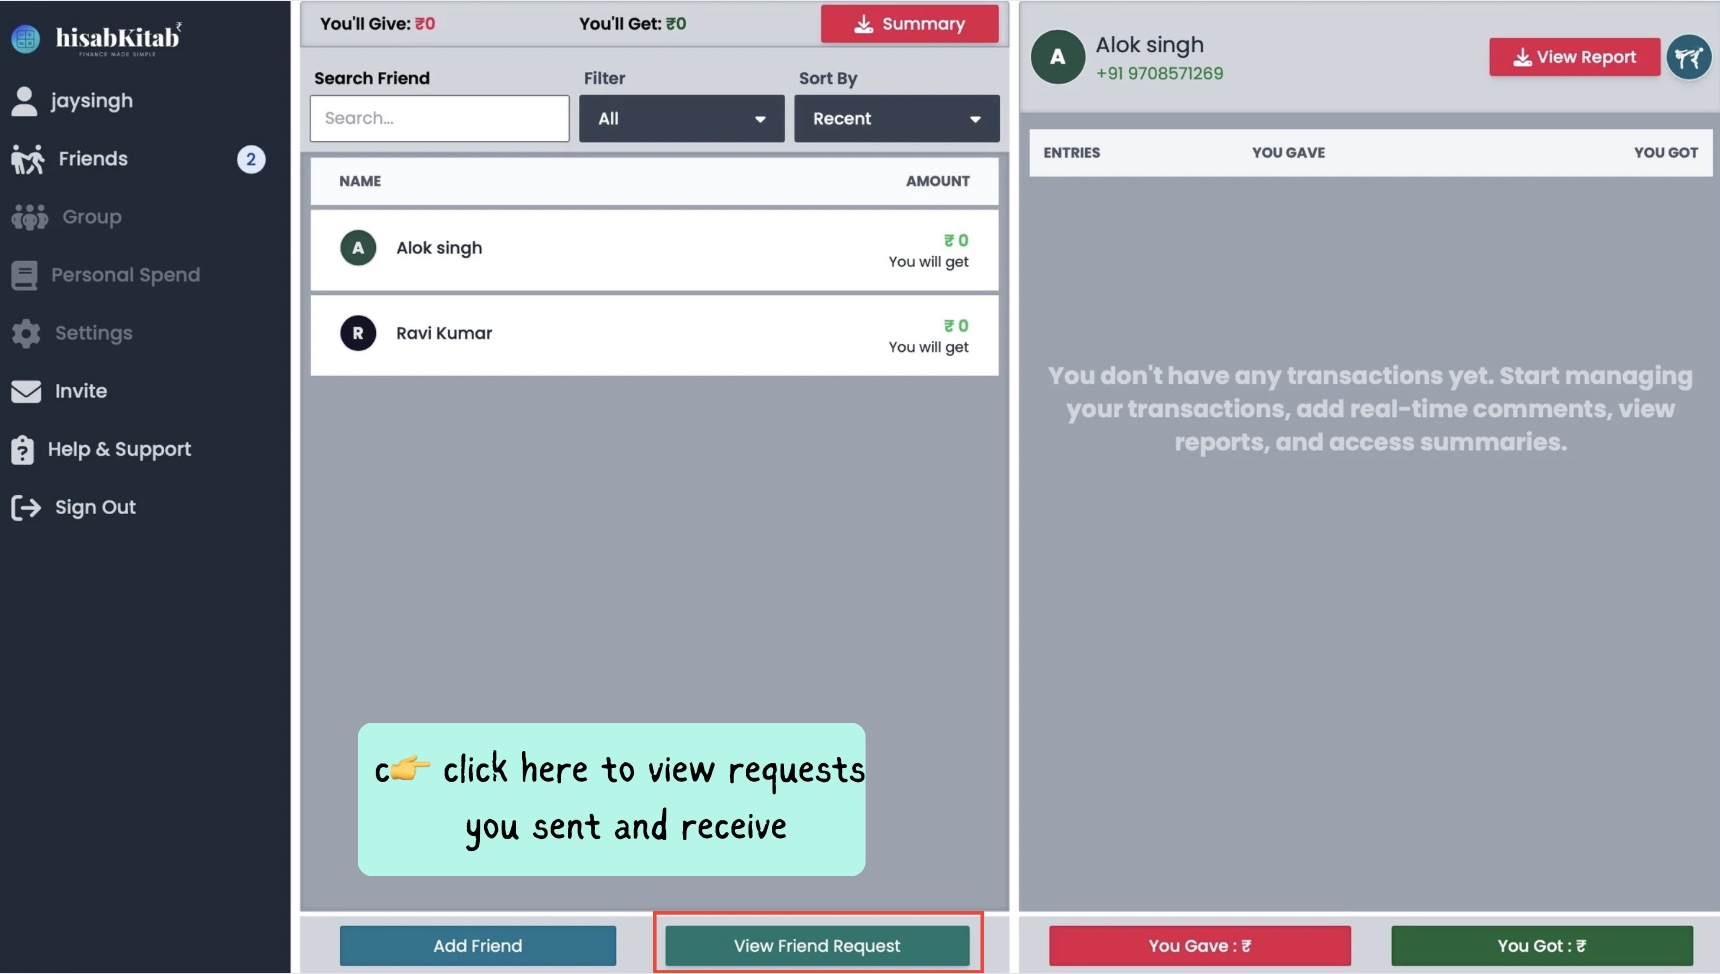 hisabKitab₹
FINANCE MADE SIMPLE
jaysingh
Friends 2
Group
Personal Spend
Settings
Invite
Help & Support
Sign Out
You'll Give: ₹0 You'll Get: ₹0 Summary
Search Friend Filter Sort By
Search... All Recent
NAME AMOUNT
A Alok singh ₹ 0
You will get
R Ravi Kumar ₹ 0
You will get
c👉 click here to view requests
you sent and receive
Add Friend View Friend Request
A Alok singh
+91 9708571269
View Report
ENTRIES YOU GAVE YOU GOT
You don't have any transactions yet. Start managing
your transactions, add real-time comments, view
reports, and access summaries.
You Gave : ₹ You Got : ₹